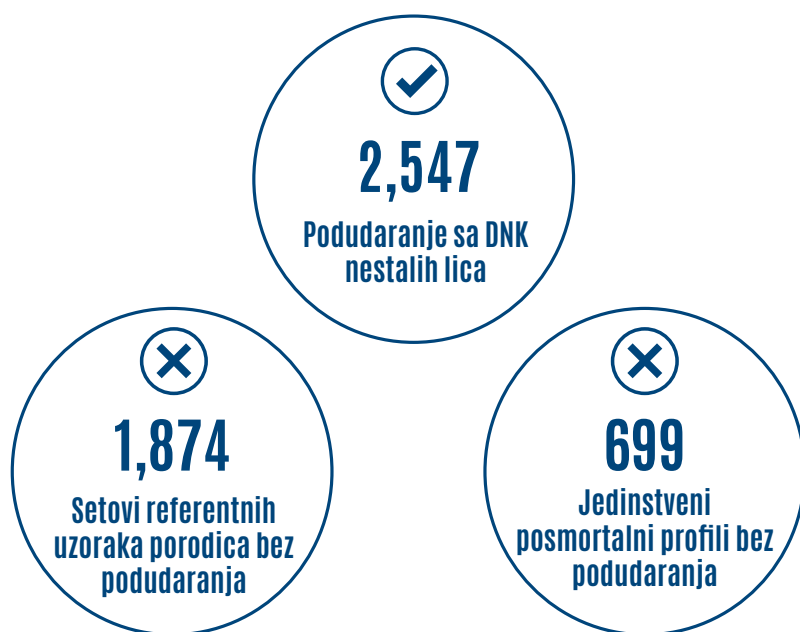 2,547
Podudaranje sa DNK
nestalih lica
1,874
Setovi referentnih
uzoraka porodica bez
podudaranja
699
Jedinstveni
posmortalni profili bez
podudaranja